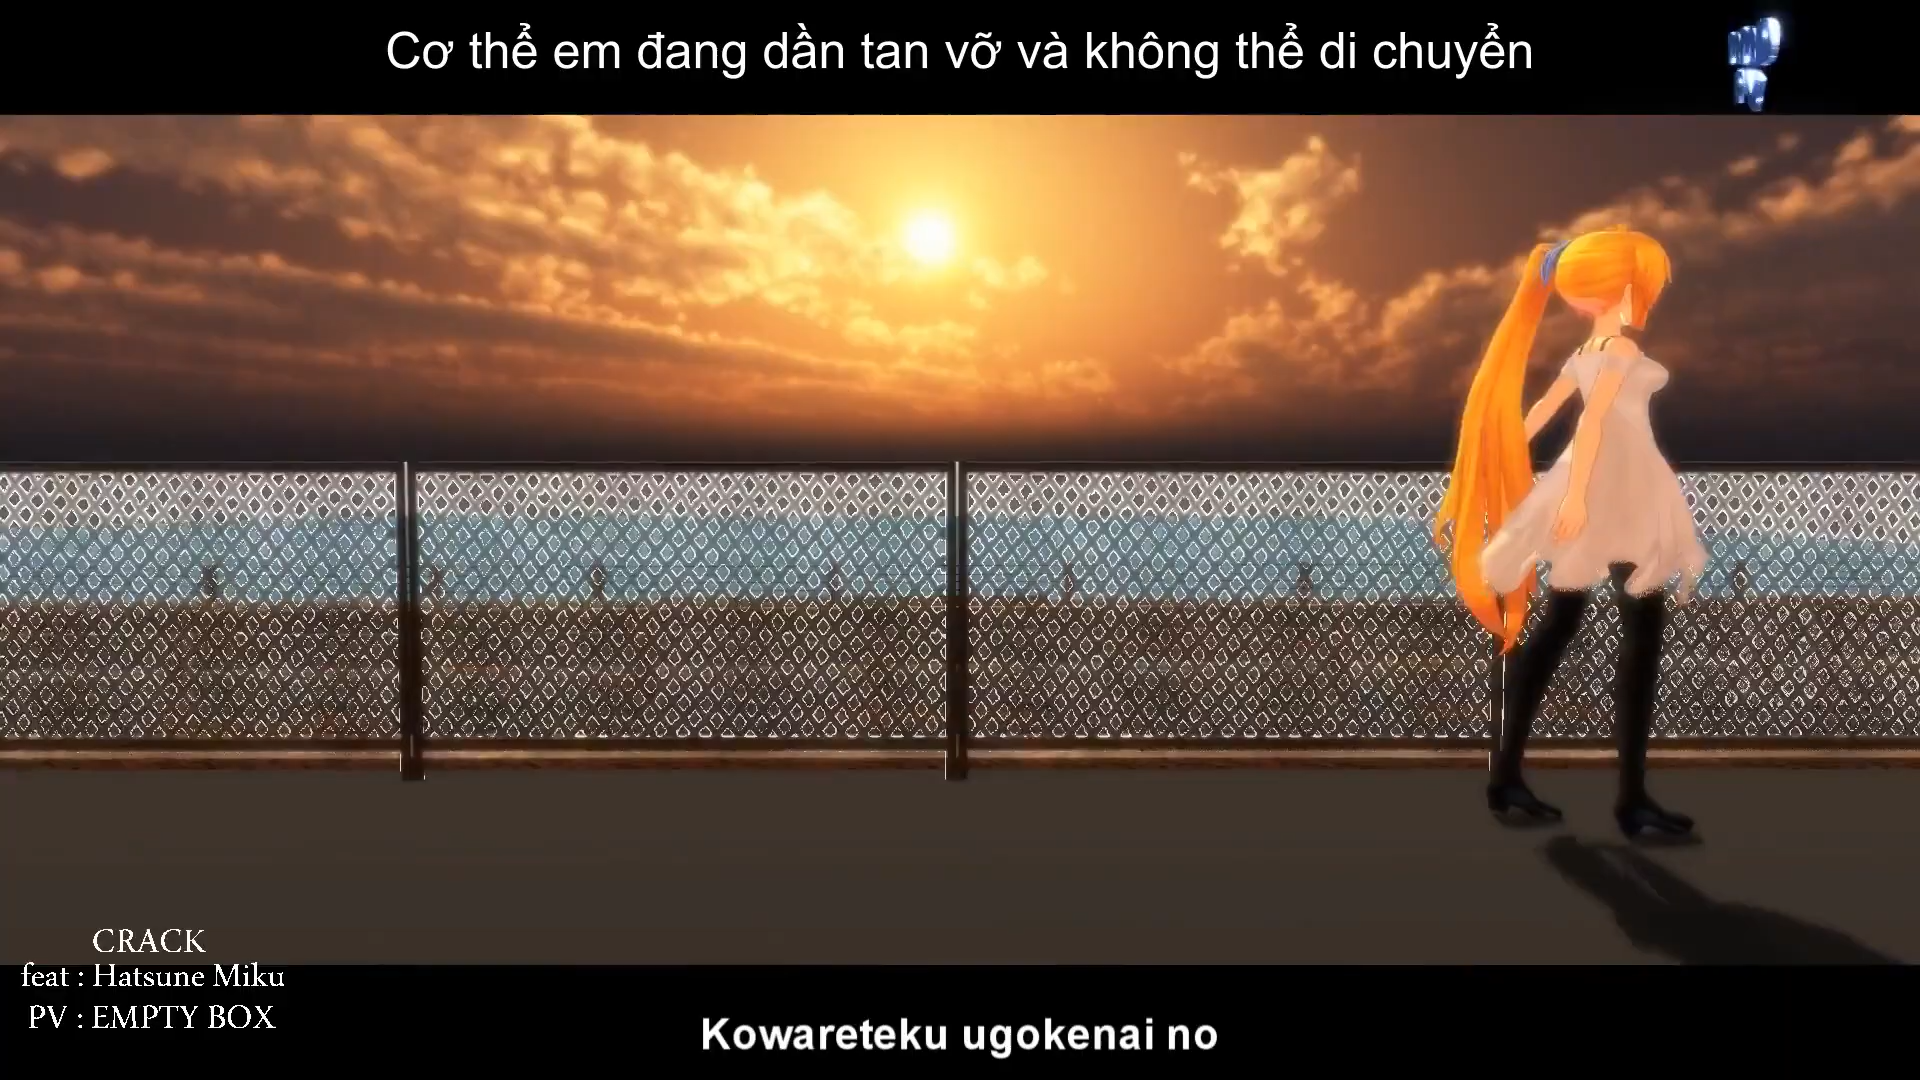 Cơ thể em đang dần tan vỡ và không thể di chuyển
CRACK
feat : Hatsune Miku
PV : EMPTY BOX
Kowareteku ugokenai no